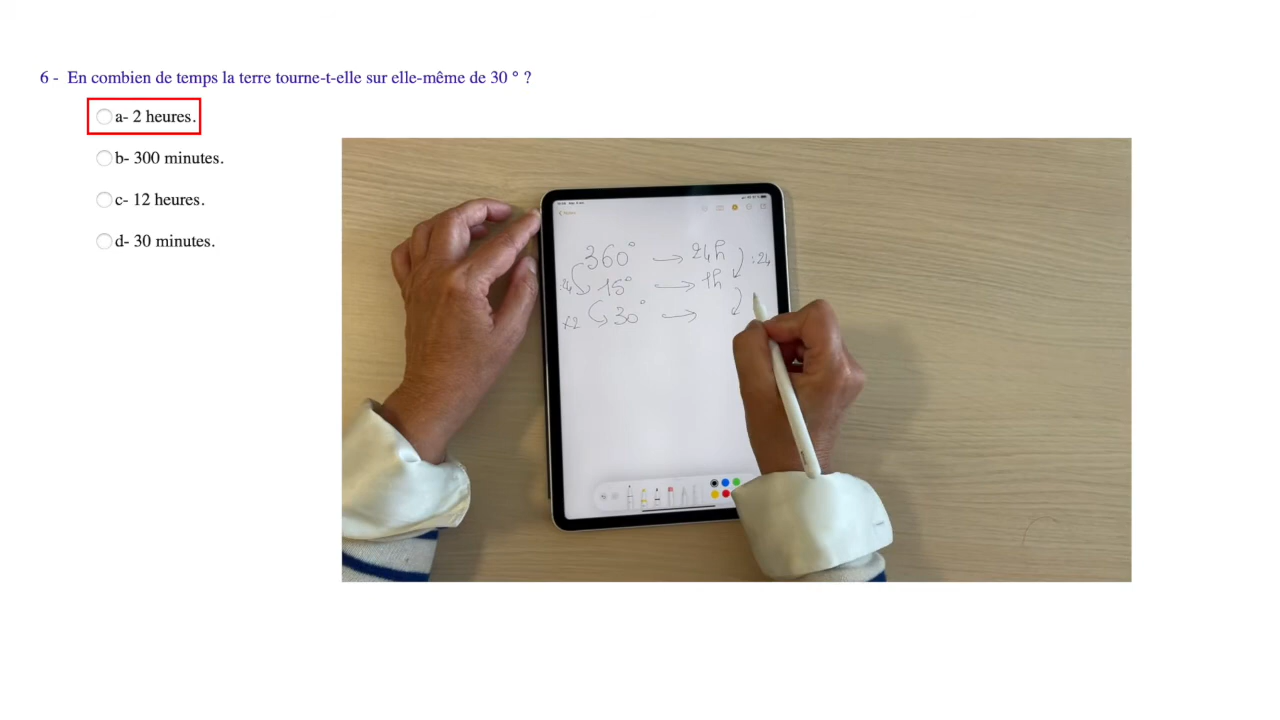 6 - En combien de temps la terre tourne-t-elle sur elle-même de 30 ° ?
a- 2 heures.
b- 300 minutes.
c- 12 heures.
d- 30 minutes.
360° → 24h :24
:24 15° → 1h
x2 30° →